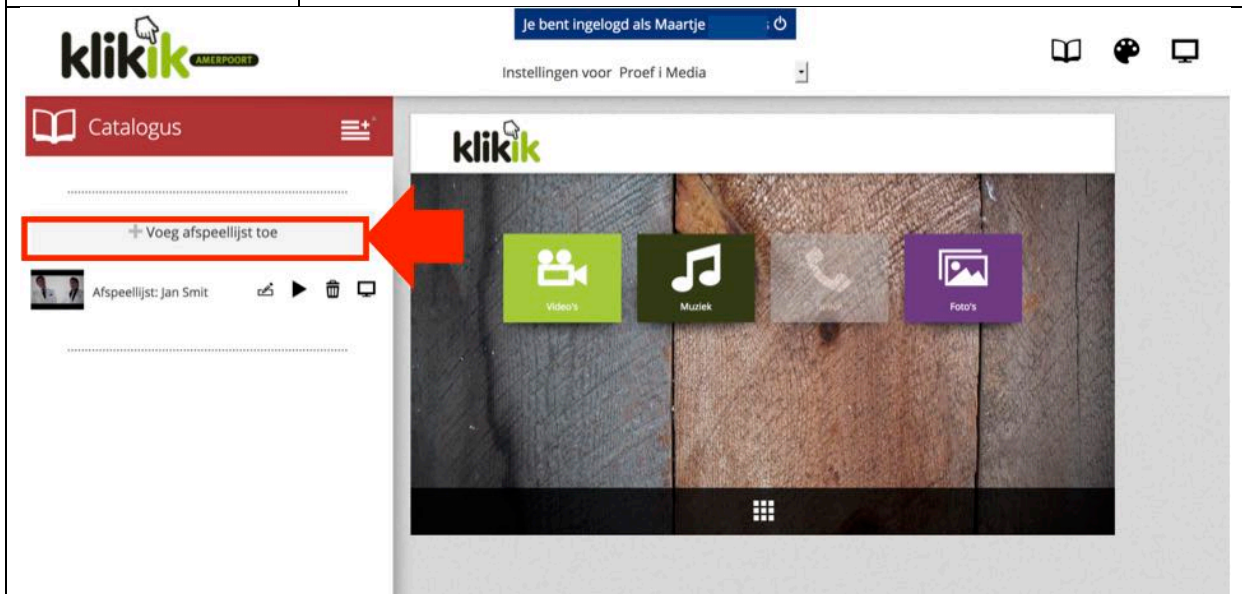 Je bent ingelogd als Maartje
klikik AMERPOORT
Instellingen voor Proef i Media
Catalogus
klikik
Voeg afspeellijst toe
Afspeellijst: Jan Smit
Video's
Muziek
Foto's